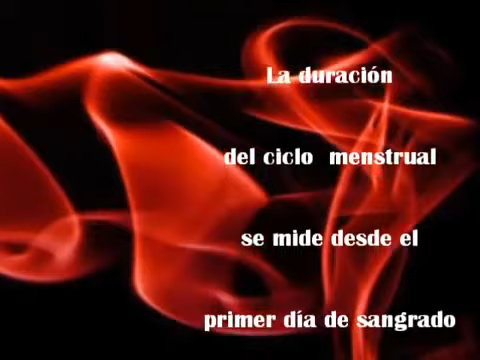 La duración
del ciclo menstrual
se mide desde el
primer día de sangrado